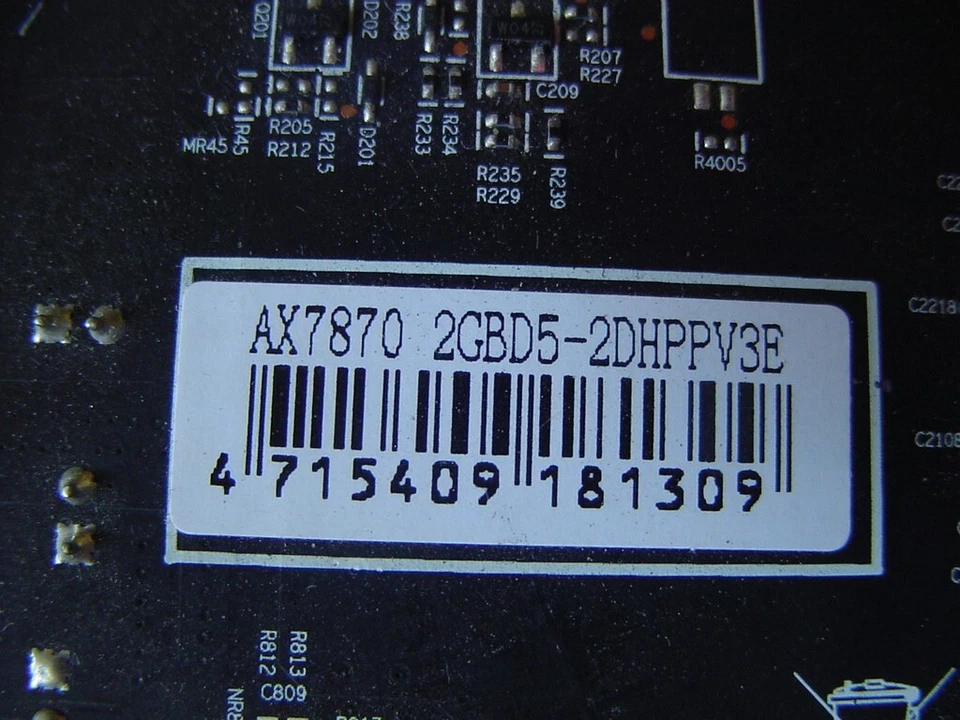 Q201
D202
R238
R207
R227
C209
MR45
R45
R205
R212
R215
D201
R233
R234
R235
R229
R239
R4005
C2218
AX7870 2GBD5-2DHPPV3E
4 715409 181309
C2108
R812
R813
C809